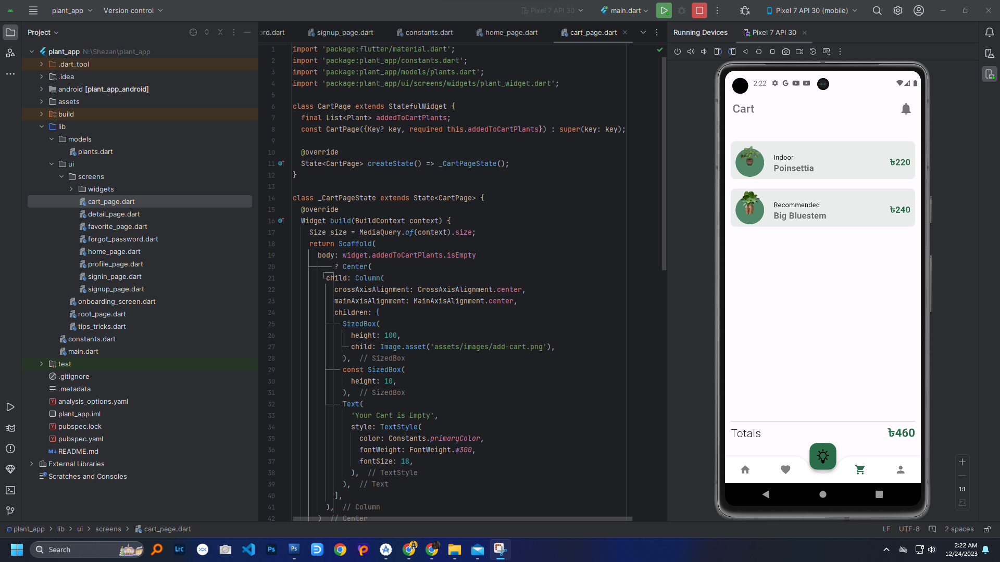 plant_app
Version control
Pixel 7 API 30
main.dart
Pixel 7 API 30 (mobile)
Project
ord.dart
signup_page.dart
constants.dart
home_page.dart
cart_page.dart
Running Devices
Pixel 7 API 30
plant_app N:\Shezan\plant_app
.dart_tool
.idea
android [plant_app_android]
assets
build
lib
models
plants.dart
ui
screens
widgets
cart_page.dart
detail_page.dart
favorite_page.dart
forgot_password.dart
home_page.dart
profile_page.dart
signin_page.dart
signup_page.dart
onboarding_screen.dart
root_page.dart
tips_tricks.dart
constants.dart
main.dart
test
.gitignore
.metadata
analysis_options.yaml
plant_app.iml
pubspec.lock
pubspec.yaml
README.md
External Libraries
Scratches and Consoles
1 import 'package:flutter/material.dart';
2 import 'package:plant_app/constants.dart';
3 import 'package:plant_app/models/plants.dart';
4 import 'package:plant_app/ui/screens/widgets/plant_widget.dart';
5
6 class CartPage extends StatefulWidget {
7 final List<Plant> addedToCartPlants;
8 const CartPage({Key? key, required this.addedToCartPlants}) : super(key: key);
9
10 @override
11 State<CartPage> createState() => _CartPageState();
12 }
13
14 class _CartPageState extends State<CartPage> {
15 @override
16 Widget build(BuildContext context) {
17 Size size = MediaQuery.of(context).size;
18 return Scaffold(
19 body: widget.addedToCartPlants.isEmpty
20 ? Center(
21 child: Column(
22 crossAxisAlignment: CrossAxisAlignment.center,
23 mainAxisAlignment: MainAxisAlignment.center,
24 children: [
25 SizedBox(
26 height: 100,
27 child: Image.asset('assets/images/add-cart.png'),
28 ), // SizedBox
29 const SizedBox(
30 height: 10,
31 ), // SizedBox
32 Text(
33 'Your Cart is Empty',
34 style: TextStyle(
35 color: Constants.primaryColor,
36 fontWeight: FontWeight.w300,
37 fontSize: 18,
38 ), // TextStyle
39 ), // Text
40 ],
41 ), // Column
42 ) // Center
2:22
Cart
Indoor
Poinsettia
৳220
Recommended
Big Bluestem
৳240
Totals
৳460
1:1
plant_app > lib > ui > screens > cart_page.dart
LF UTF-8 2 spaces
Search
LrC
Ps
Ps
2:22 AM
12/24/2023